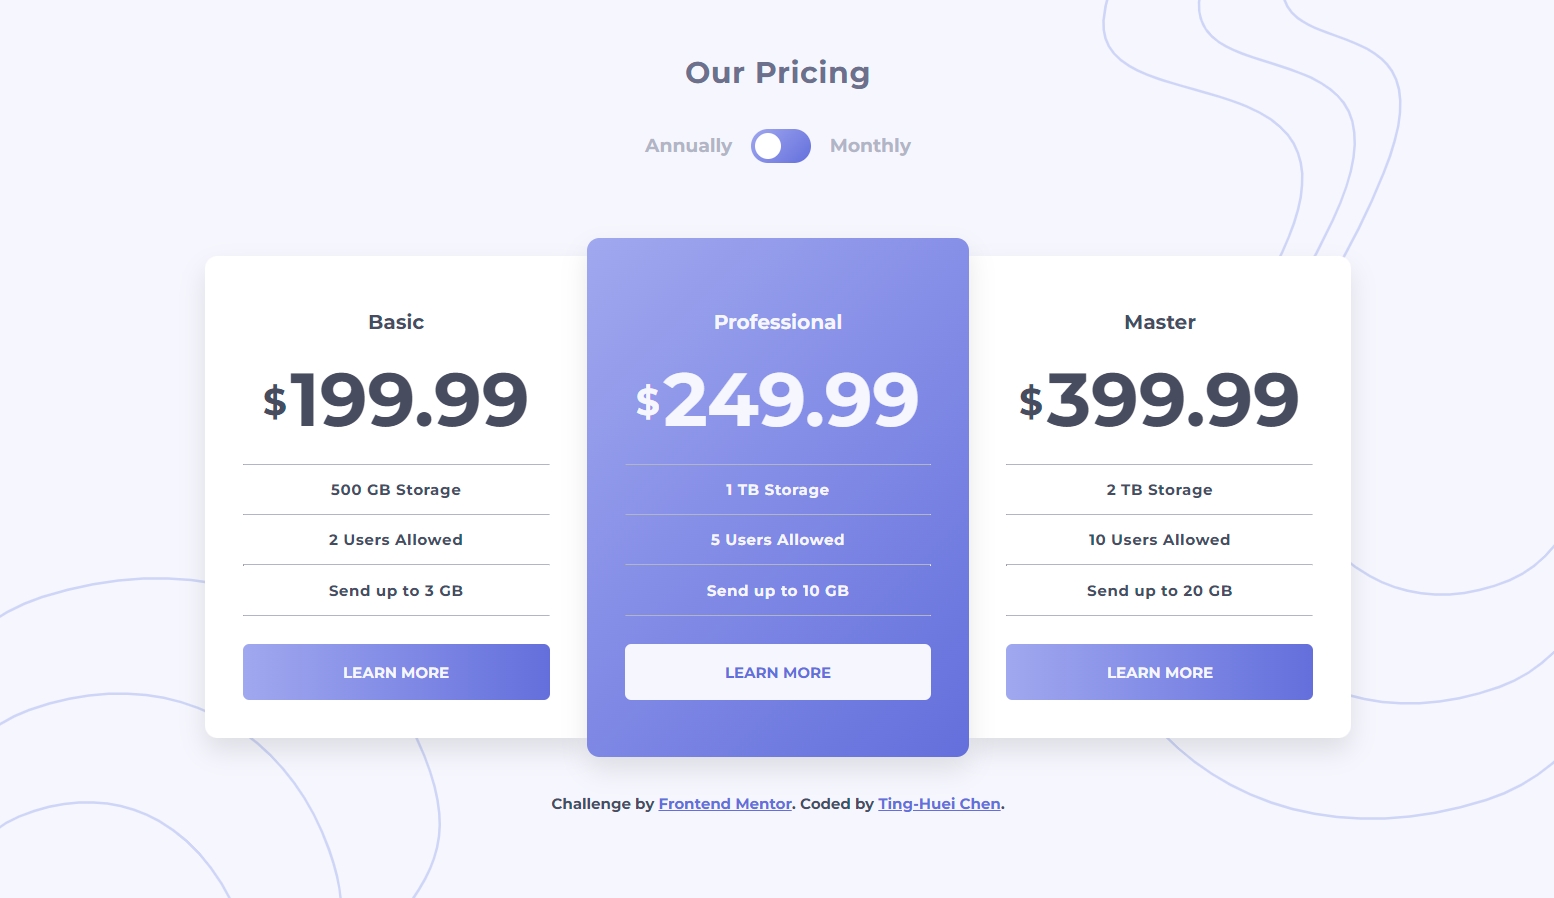 Our Pricing
Annually Monthly
Basic
$199.99
500 GB Storage
2 Users Allowed
Send up to 3 GB
LEARN MORE
Professional
$249.99
1 TB Storage
5 Users Allowed
Send up to 10 GB
LEARN MORE
Master
$399.99
2 TB Storage
10 Users Allowed
Send up to 20 GB
LEARN MORE
Challenge by Frontend Mentor. Coded by Ting-Huei Chen.